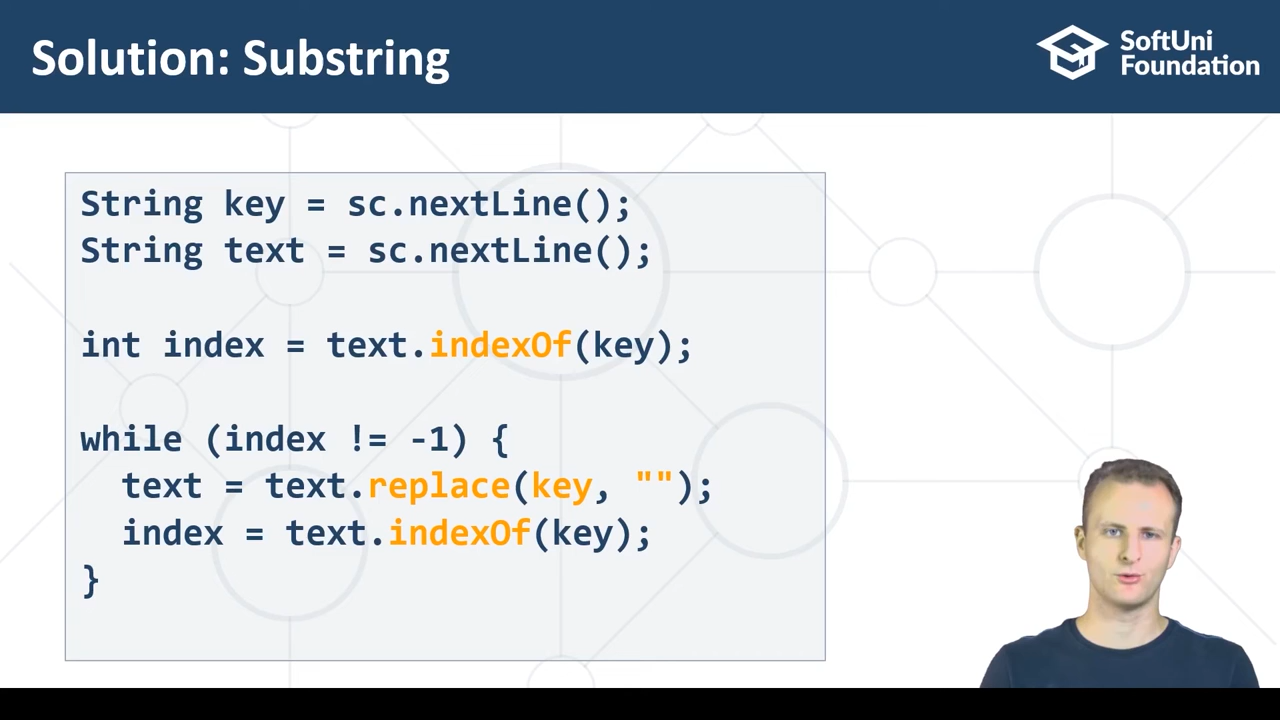 Solution: Substring
SoftUni
Foundation
String key = sc.nextLine();
String text = sc.nextLine();
int index = text.indexOf(key);
while (index != -1) {
  text = text.replace(key, "");
  index = text.indexOf(key);
}